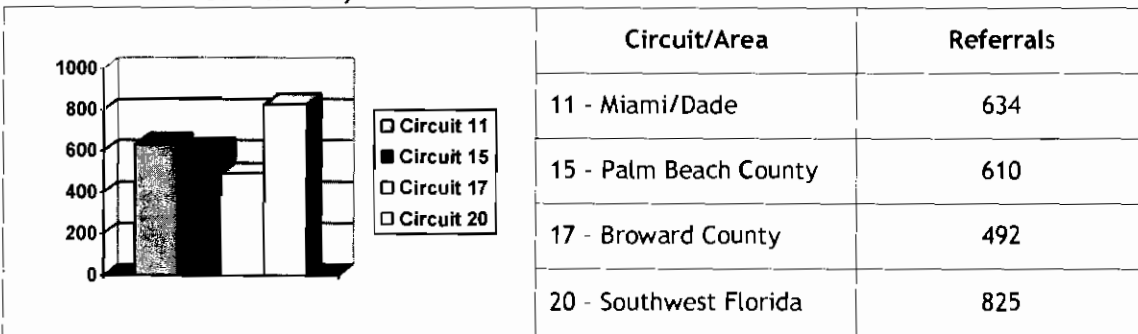 1000
800
600
400
200
0
Circuit 11
Circuit 15
Circuit 17
Circuit 20
Circuit/Area Referrals
11 - Miami/Dade 634
15 - Palm Beach County 610
17 - Broward County 492
20 - Southwest Florida 825